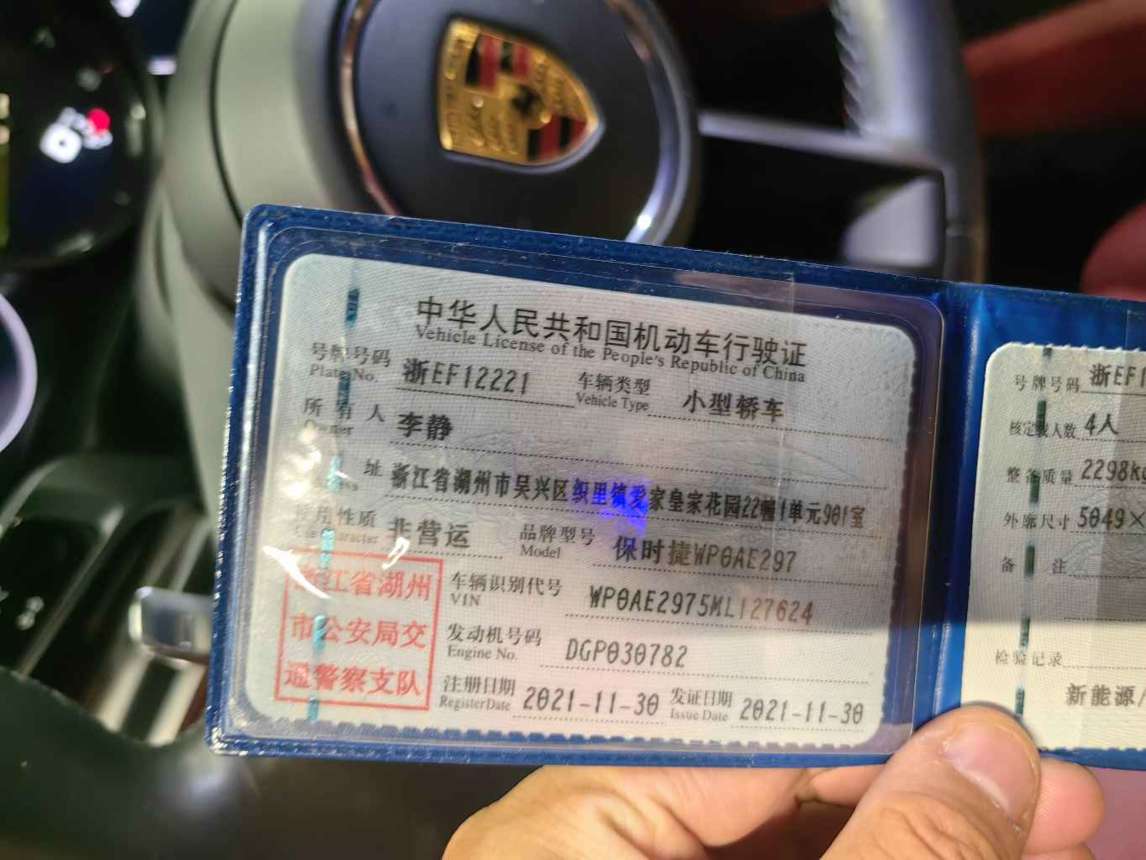 中华人民共和国机动车行驶证
Vehicle License of the People's Republic of China
号牌号码 浙EF12221 车辆类型 小型轿车
Plate No. Vehicle Type
所有人 李静
Owner
址 浙江省湖州市吴兴区织里镇爱家皇家花园22幢1单元901室
使用性质 非营运 品牌型号 保时捷WP0AE297
Use Character Model
浙江省湖州
市公安局交
通警察支队
车辆识别代号 WP0AE2975ML127624
VIN
发动机号码 DGP030782
Engine No.
注册日期 2021-11-30 发证日期 2021-11-30
Register Date Issue Date
号牌号码 浙EF1
核定载人数 4人
整备质量 2298K
外廓尺寸 5049×
备注
检验记录
新能源